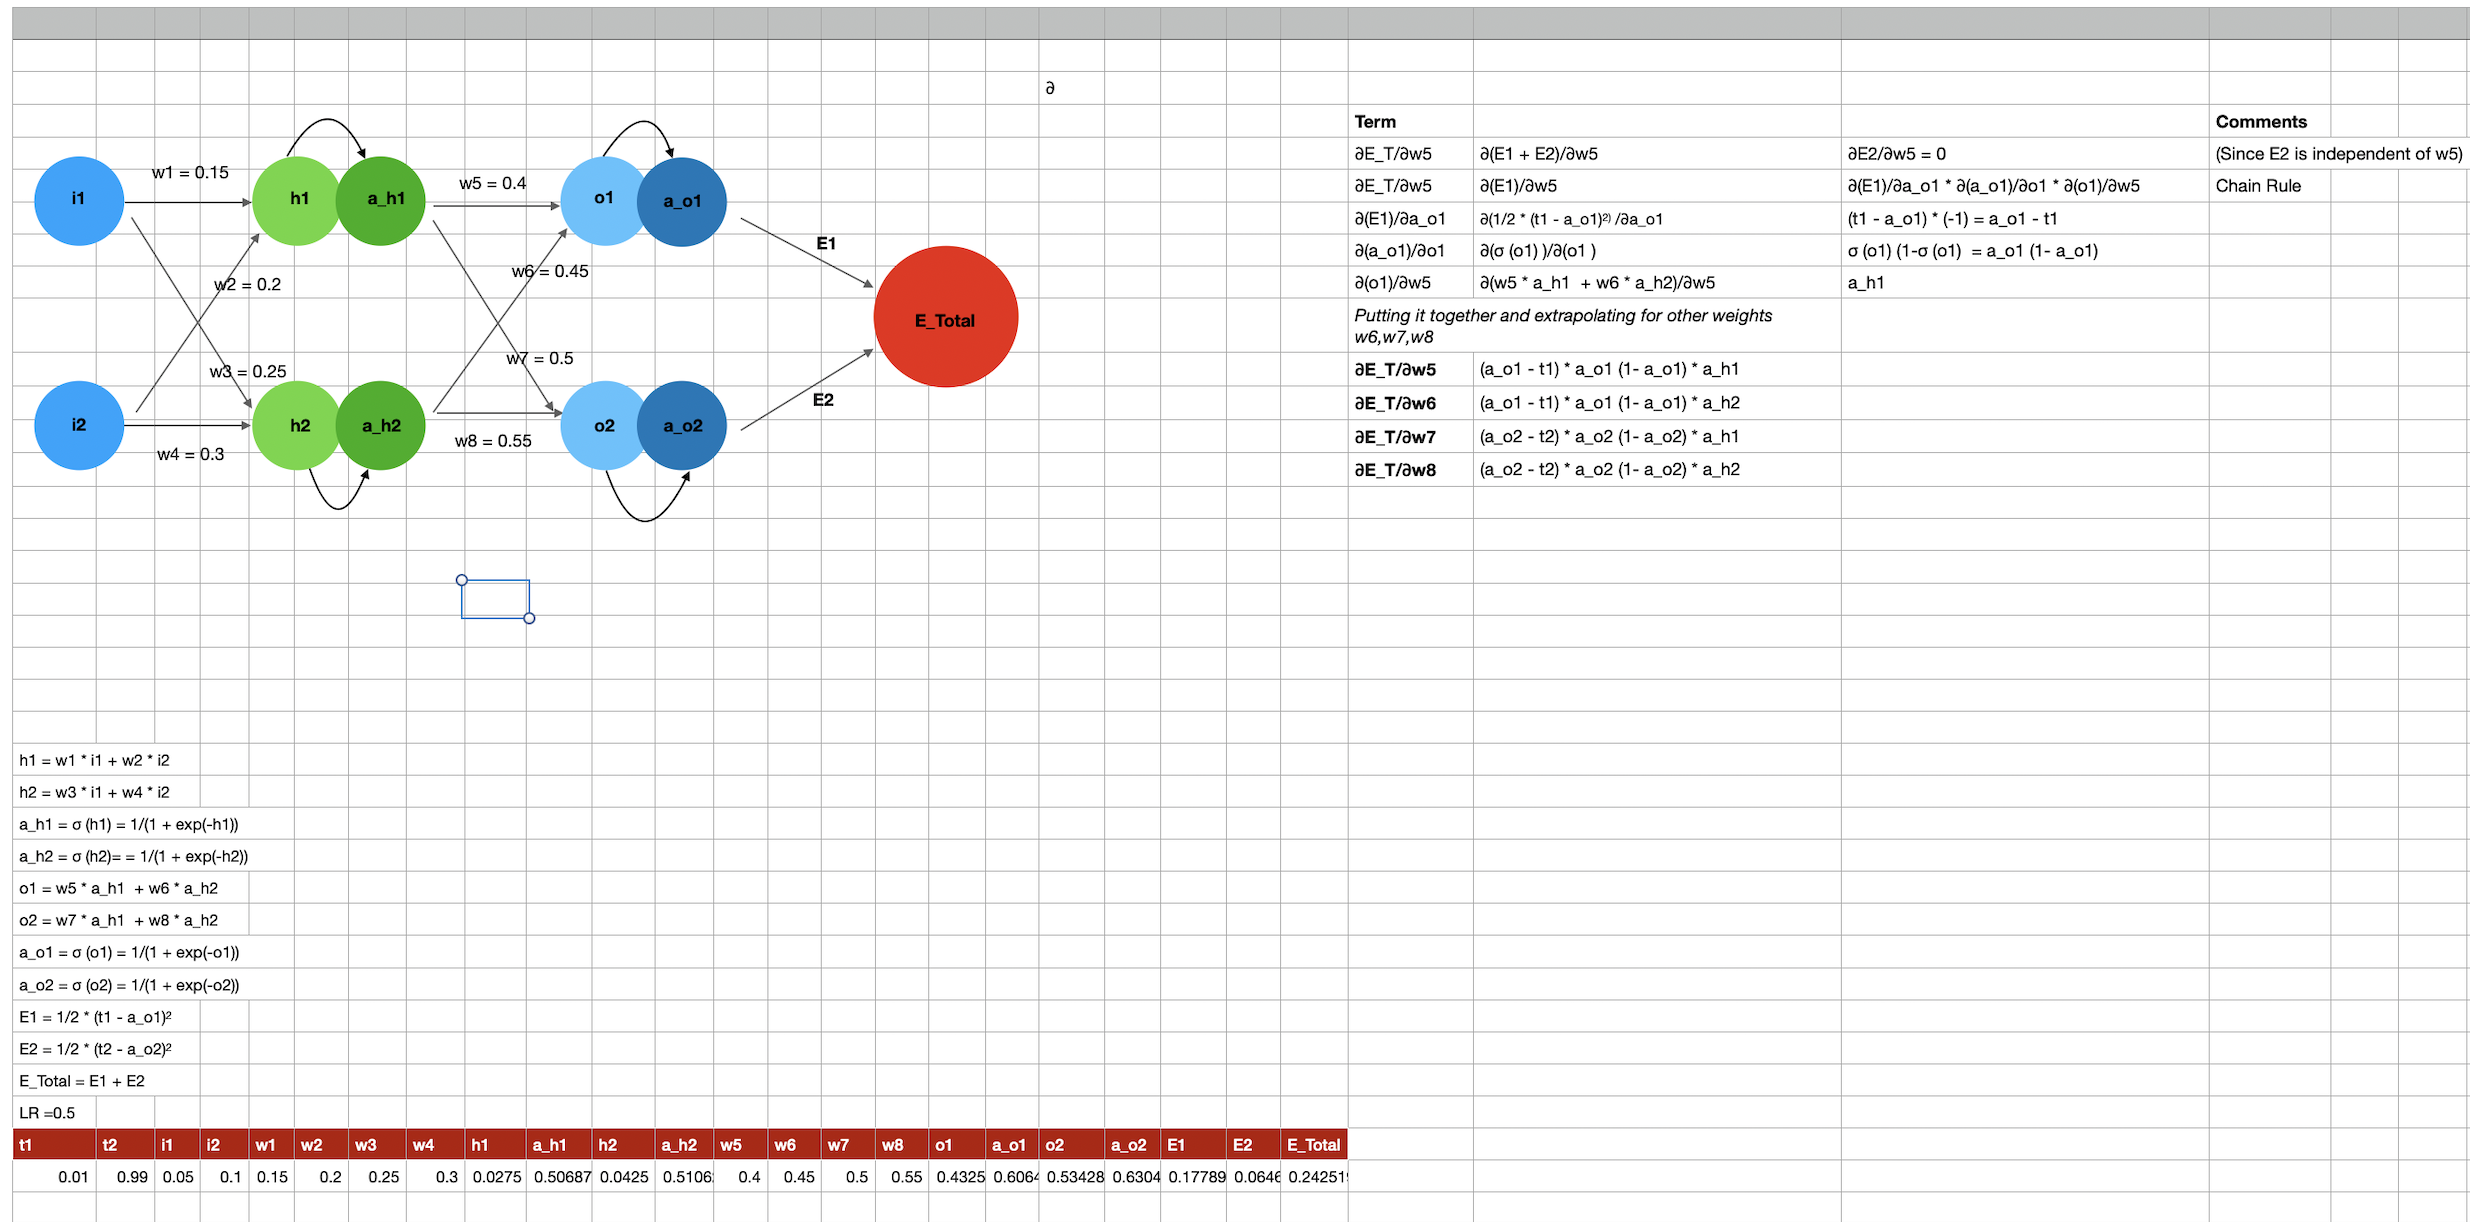 ∂
w1 = 0.15
i1
h1
a_h1
w5 = 0.4
o1
a_o1
E1
w2 = 0.2
w6 = 0.45
E_Total
w3 = 0.25
w7 = 0.5
E2
i2
h2
a_h2
w8 = 0.55
o2
a_o2
w4 = 0.3
Term Comments
∂E_T/∂w5 ∂(E1 + E2)/∂w5 ∂E2/∂w5 = 0 (Since E2 is independent of w5)
∂E_T/∂w5 ∂(E1)/∂w5 ∂(E1)/∂a_o1 * ∂(a_o1)/∂o1 * ∂(o1)/∂w5 Chain Rule
∂(E1)/∂a_o1 ∂(1/2 * (t1 - a_o1)²) /∂a_o1 (t1 - a_o1) * (-1) = a_o1 - t1
∂(a_o1)/∂o1 ∂(σ (o1) )/∂(o1 ) σ (o1) (1-σ (o1) = a_o1 (1- a_o1)
∂(o1)/∂w5 ∂(w5 * a_h1 + w6 * a_h2)/∂w5 a_h1
Putting it together and extrapolating for other weights
w6,w7,w8
∂E_T/∂w5 (a_o1 - t1) * a_o1 (1- a_o1) * a_h1
∂E_T/∂w6 (a_o1 - t1) * a_o1 (1- a_o1) * a_h2
∂E_T/∂w7 (a_o2 - t2) * a_o2 (1- a_o2) * a_h1
∂E_T/∂w8 (a_o2 - t2) * a_o2 (1- a_o2) * a_h2
h1 = w1 * i1 + w2 * i2
h2 = w3 * i1 + w4 * i2
a_h1 = σ (h1) = 1/(1 + exp(-h1))
a_h2 = σ (h2)= = 1/(1 + exp(-h2))
o1 = w5 * a_h1 + w6 * a_h2
o2 = w7 * a_h1 + w8 * a_h2
a_o1 = σ (o1) = 1/(1 + exp(-o1))
a_o2 = σ (o2) = 1/(1 + exp(-o2))
E1 = 1/2 * (t1 - a_o1)²
E2 = 1/2 * (t2 - a_o2)²
E_Total = E1 + E2
LR =0.5
t1 t2 i1 i2 w1 w2 w3 w4 h1 a_h1 h2 a_h2 w5 w6 w7 w8 o1 a_o1 o2 a_o2 E1 E2 E_Total
0.01 0.99 0.05 0.1 0.15 0.2 0.25 0.3 0.0275 0.50687 0.0425 0.5106 0.4 0.45 0.5 0.55 0.4325 0.6064 0.53428 0.6304 0.17789 0.0646 0.24251